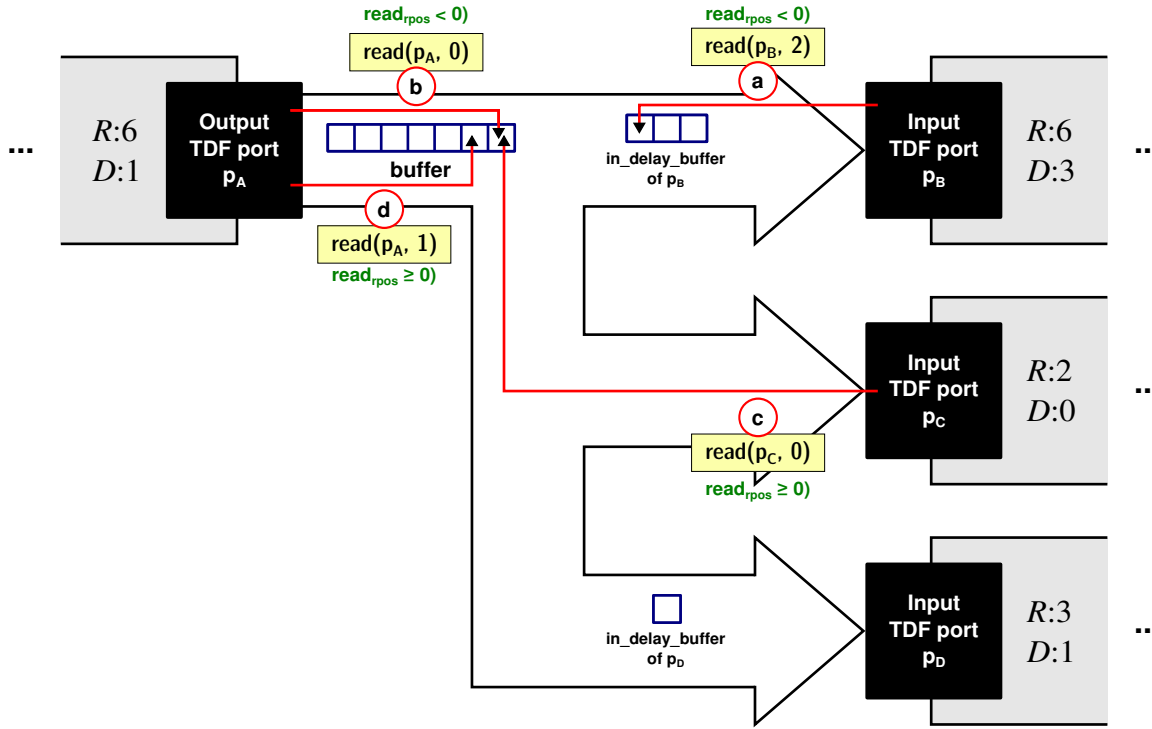 read_rpos < 0)
read_rpos < 0)
read(p_A, 0)
read(p_B, 2)
b
a
...
R:6
D:1
Output
TDF port
p_A
buffer
in_delay_buffer
of p_B
Input
TDF port
p_B
R:6
D:3
..
d
read(p_A, 1)
read_rpos ≥ 0)
Input
TDF port
p_C
R:2
D:0
..
c
read(p_C, 0)
read_rpos ≥ 0)
in_delay_buffer
of p_D
Input
TDF port
p_D
R:3
D:1
..